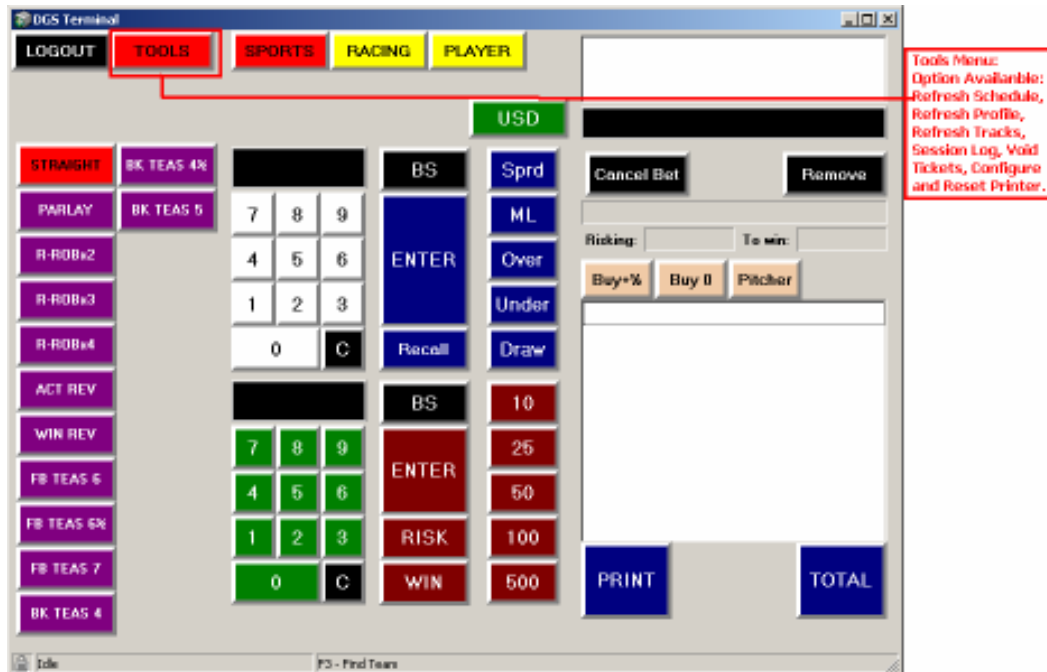 DGS Terminal
LOGOUT TOOLS SPORTS RACING PLAYER
Tools Menu:
Option Availanble:
Refresh Schedule,
Refresh Profile,
Refresh Tracks,
Session Log, Void
Tickets, Configure
and Reset Printer.
USD
STRAIGHT BK TEAS 4½ BS Sprd Cancel Bet Remove
PARLAY BK TEAS 5 7 8 9 ENTER ML
Risking: To win:
R-ROBx2 4 5 6 Over Buy+½ Buy 0 Pitcher
R-ROBx3 1 2 3 Under
R-ROBx4 0 C Recall Draw
ACT REV BS 10
WIN REV 7 8 9 ENTER 25
FB TEAS 6 4 5 6 50
FB TEAS 6½ 1 2 3 RISK 100
FB TEAS 7 0 C WIN 500 PRINT TOTAL
BK TEAS 4
Idle F3 - Find Team